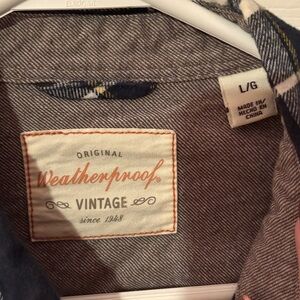 L/G
MADE IN/
HECHO EN
CHINA
ORIGINAL
Weatherproof®
VINTAGE
since 1948